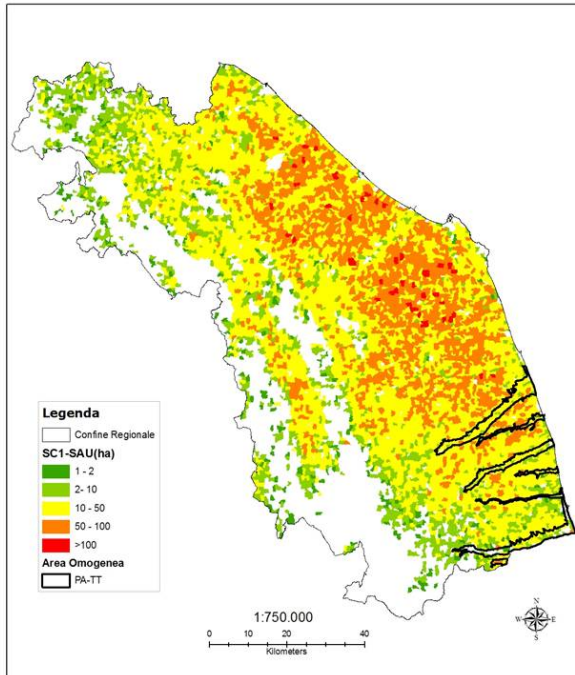 Legenda
Confine Regionale
SC1-SAU(ha)
1 - 2
2- 10
10 - 50
50 - 100
>100
Area Omogenea
PA-TT
1:750.000
0 10 20 40
Kilometers
N
W E
S